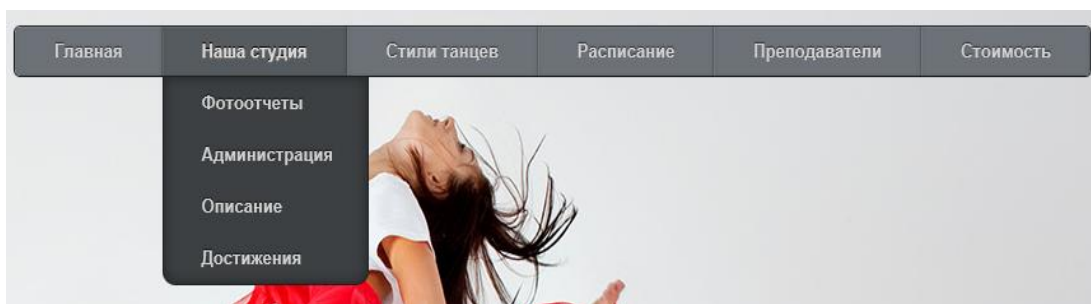 Главная Наша студия Стили танцев Расписание Преподаватели Стоимость
Фотоотчеты
Администрация
Описание
Достижения